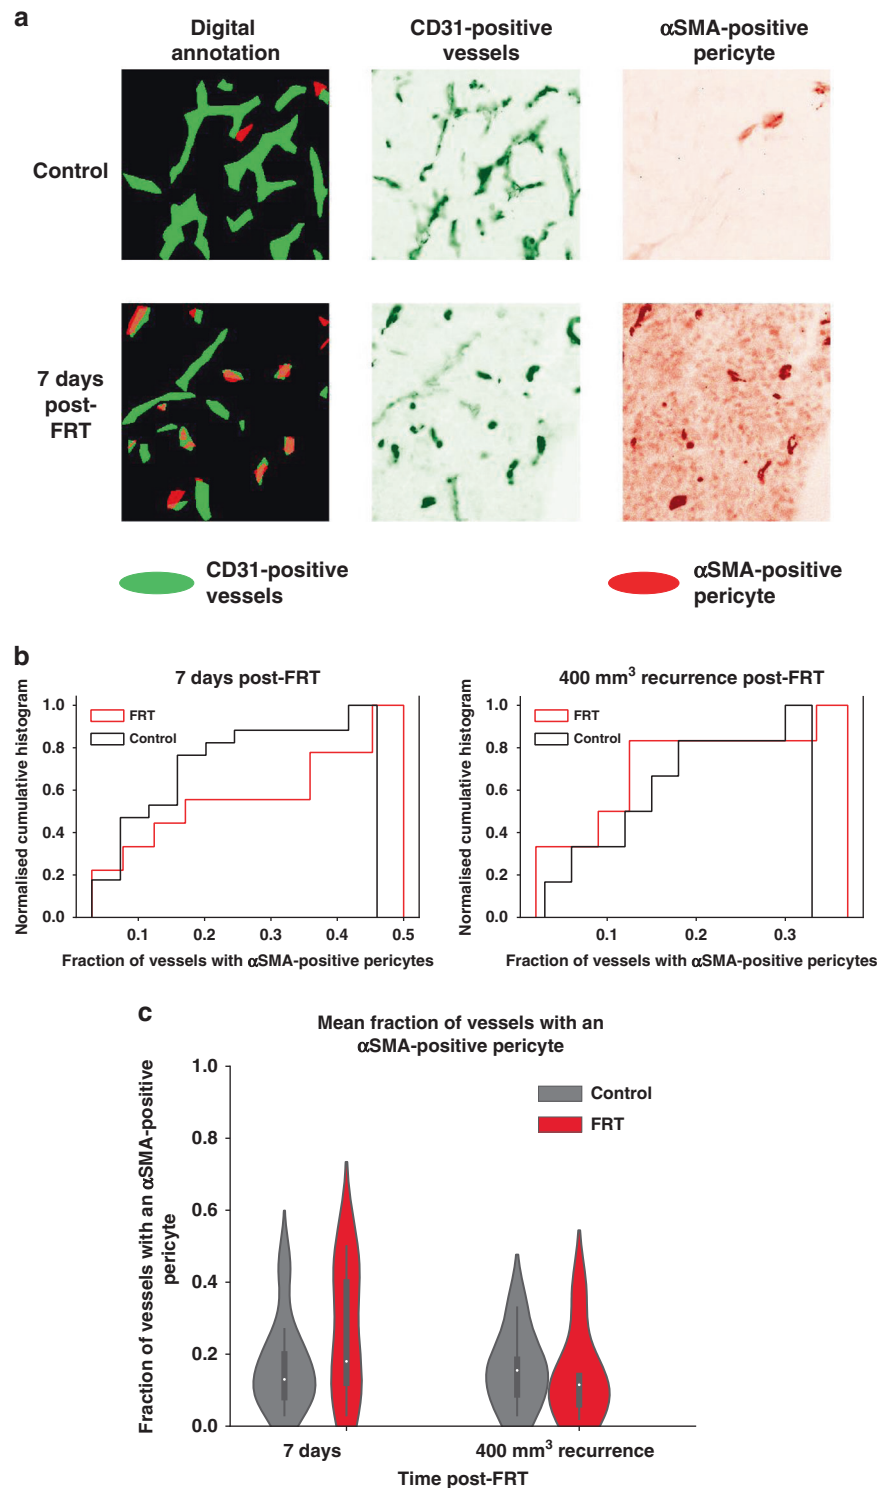 a
Digital
annotation
CD31-positive
vessels
αSMA-positive
pericyte
Control
7 days
post-
FRT
CD31-positive
vessels
αSMA-positive
pericyte
b
7 days post-FRT
Normalised cumulative histogram
1.0
0.8
0.6
0.4
0.2
0.0
FRT
Control
0.1 0.2 0.3 0.4 0.5
Fraction of vessels with αSMA-positive pericytes
400 mm³ recurrence post-FRT
Normalised cumulative histogram
1.0
0.8
0.6
0.4
0.2
0.0
FRT
Control
0.1 0.2 0.3
Fraction of vessels with αSMA-positive pericytes
c
Mean fraction of vessels with an
αSMA-positive pericyte
Fraction of vessels with an αSMA-positive
pericyte
1.0
0.8
0.6
0.4
0.2
0.0
Control
FRT
7 days 400 mm³ recurrence
Time post-FRT